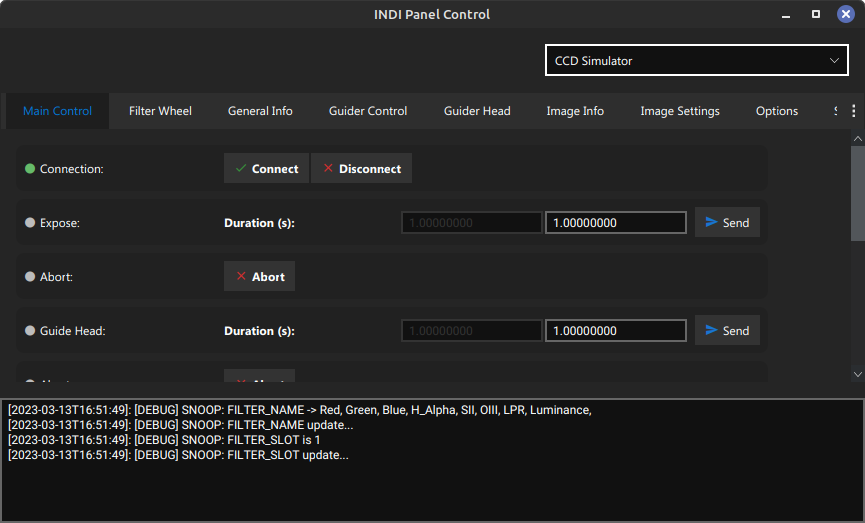 INDI Panel Control
CCD Simulator
Main Control Filter Wheel General Info Guider Control Guider Head Image Info Image Settings Options
Connection: Connect Disconnect
Expose: Duration (s): 1.00000000 1.00000000 Send
Abort: Abort
Guide Head: Duration (s): 1.00000000 1.00000000 Send
[2023-03-13T16:51:49]: [DEBUG] SNOOP: FILTER_NAME -> Red, Green, Blue, H_Alpha, SII, OIII, LPR, Luminance,
[2023-03-13T16:51:49]: [DEBUG] SNOOP: FILTER_NAME update...
[2023-03-13T16:51:49]: [DEBUG] SNOOP: FILTER_SLOT is 1
[2023-03-13T16:51:49]: [DEBUG] SNOOP: FILTER_SLOT update...